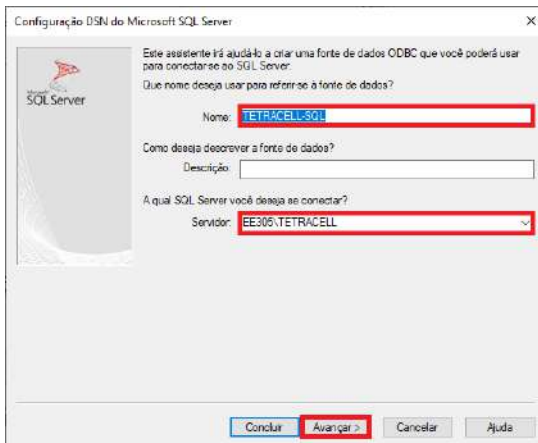 Configuração DSN do Microsoft SQL Server
Este assistente irá ajudá-lo a criar uma fonte de dados ODBC que você poderá usar
para conectar-se ao SQL Server.
Que nome deseja usar para referir-se à fonte de dados?
Microsoft
SQL Server
Nome: TETRACELL-SQL
Como deseja descrever a fonte de dados?
Descrição:
A qual SQL Server você deseja se conectar?
Servidor: EE305\TETRACELL
Concluir Avançar > Cancelar Ajuda